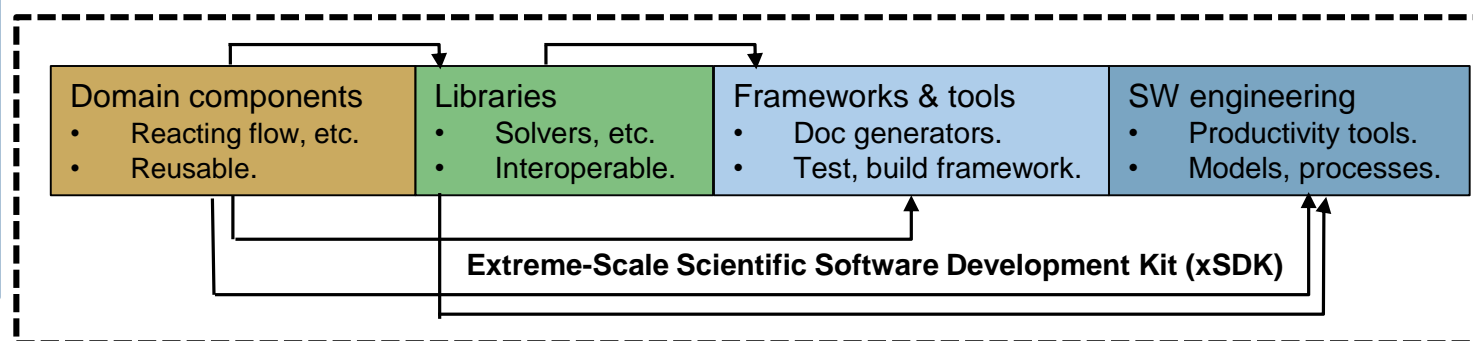 Domain components
• Reacting flow, etc.
• Reusable.
Libraries
• Solvers, etc.
• Interoperable.
Frameworks & tools
• Doc generators.
• Test, build framework.
SW engineering
• Productivity tools.
• Models, processes.
Extreme-Scale Scientific Software Development Kit (xSDK)